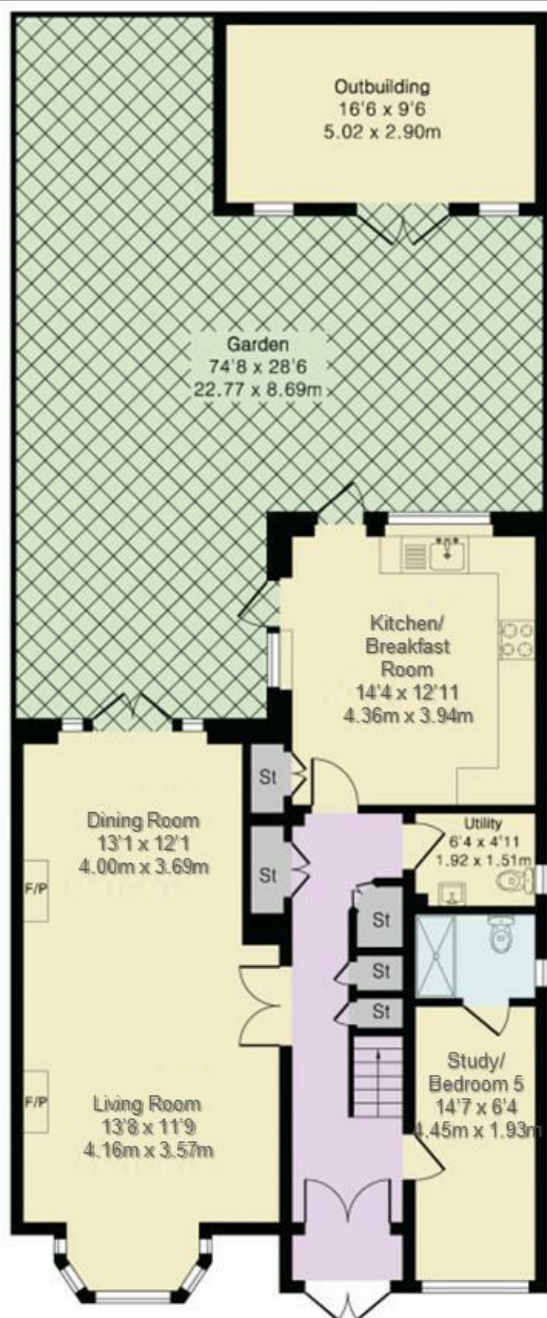 Outbuilding
16'6 x 9'6
5.02 x 2.90m
Garden
74'8 x 28'6
22.77 x 8.69m
Kitchen/
Breakfast
Room
14'4 x 12'11
4.36m x 3.94m
St
Dining Room
13'1 x 12'1
4.00m x 3.69m
Utility
6'4 x 4'11
1.92 x 1.51m
F/P
St
St
St
St
Study/
Bedroom 5
14'7 x 6'4
4.45m x 1.93m
F/P
Living Room
13'8 x 11'9
4.16m x 3.57m